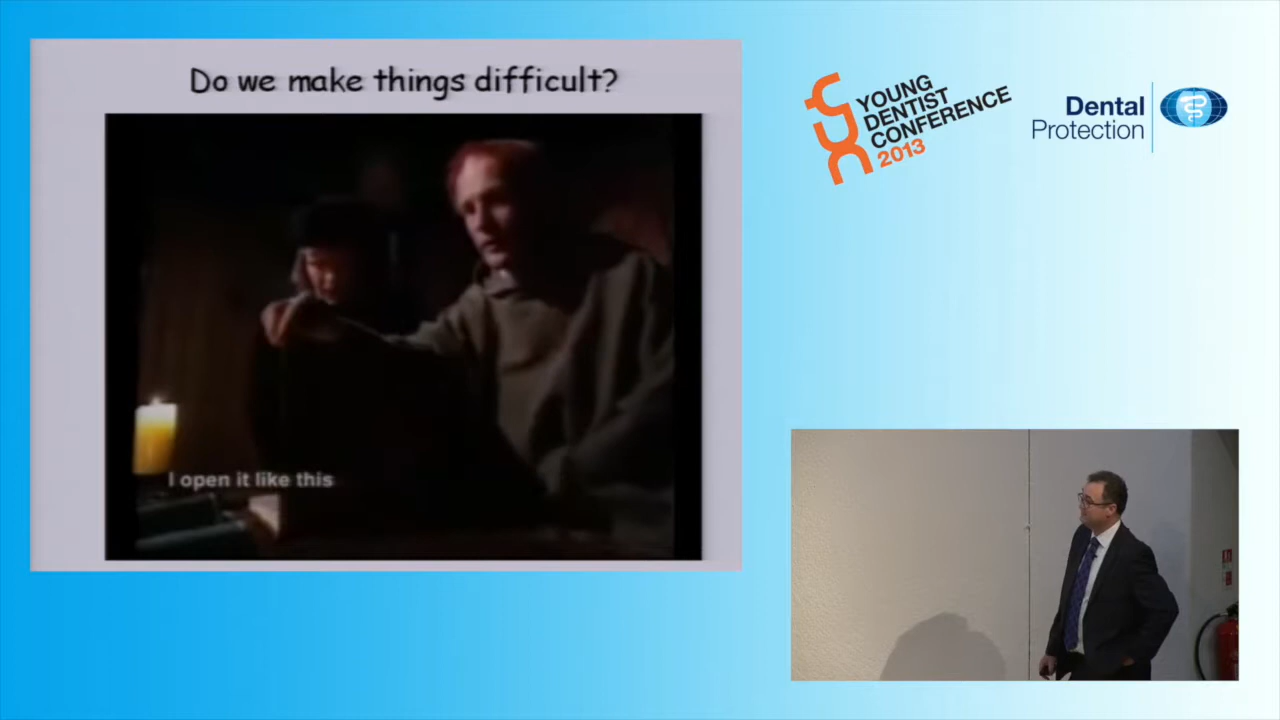 Do we make things difficult?
I open it like this
YOUNG
DENTIST
CONFERENCE
2013
Dental
Protection